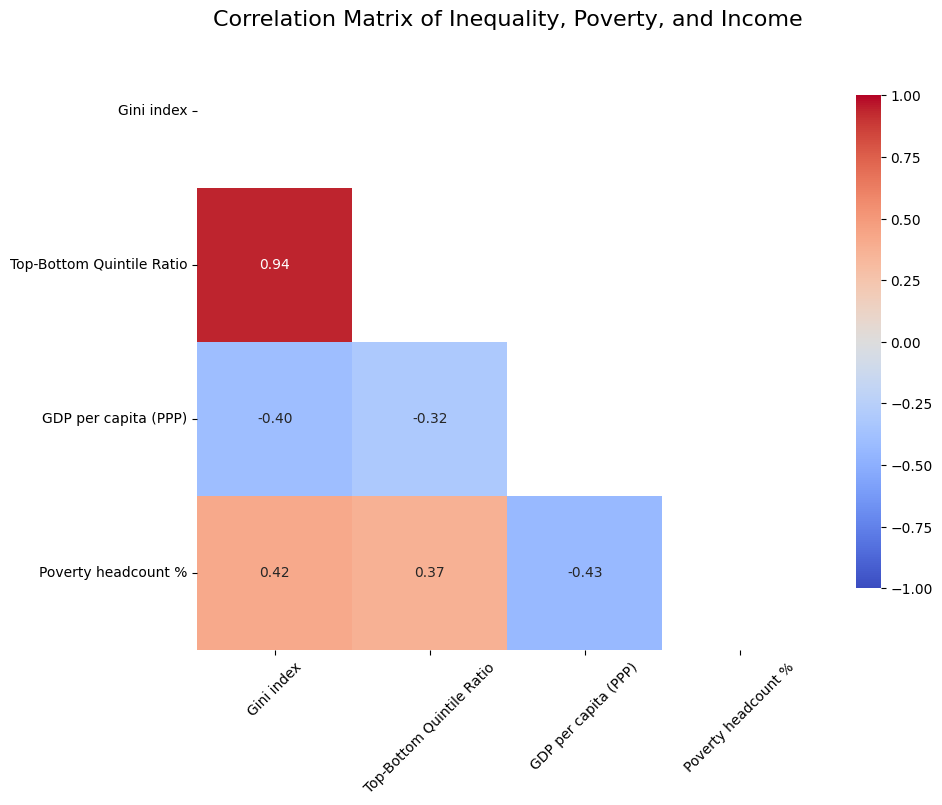 Correlation Matrix of Inequality, Poverty, and Income
Gini index
Top-Bottom Quintile Ratio
GDP per capita (PPP)
Poverty headcount %
0.94
-0.40
-0.32
0.42
0.37
-0.43
Gini index
Top-Bottom Quintile Ratio
GDP per capita (PPP)
Poverty headcount %
1.00
0.75
0.50
0.25
0.00
−0.25
−0.50
−0.75
−1.00